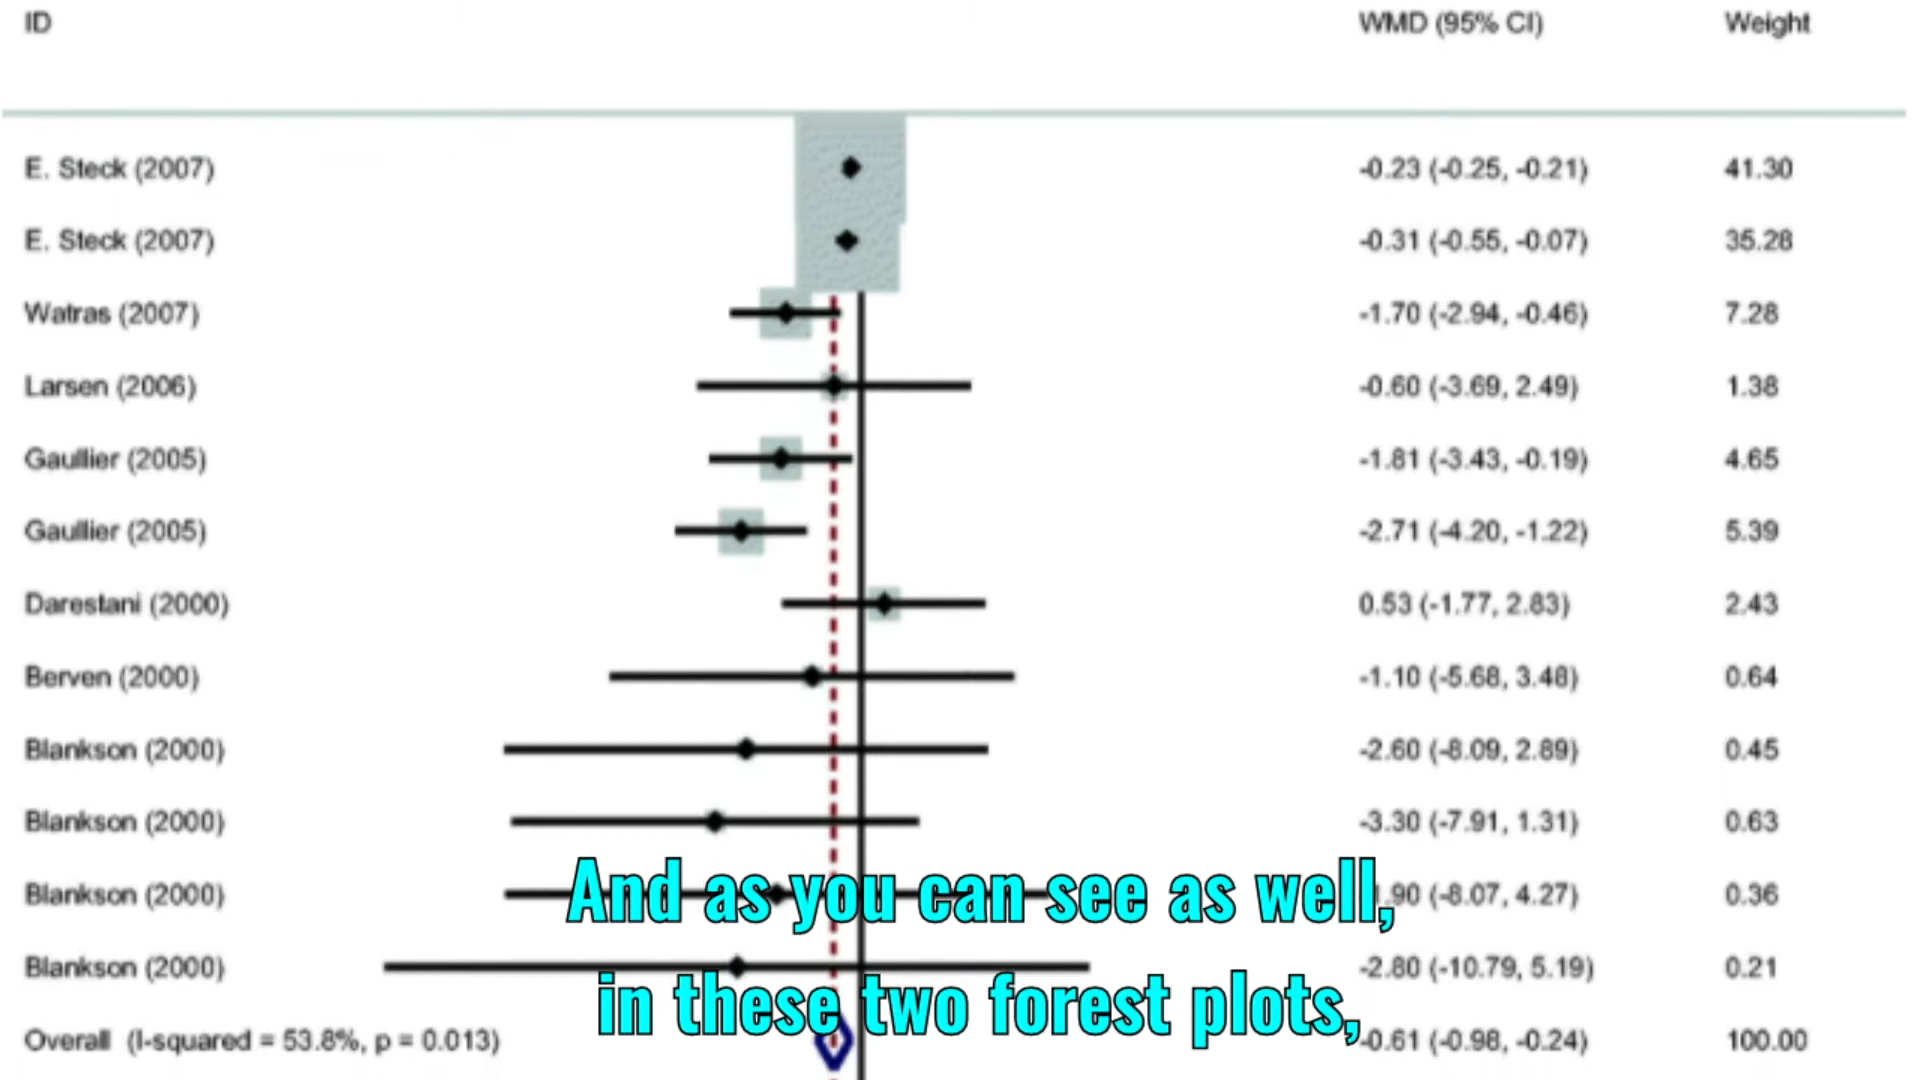 ID WMD (95% CI) Weight
E. Steck (2007) -0.23 (-0.25, -0.21) 41.30
E. Steck (2007) -0.31 (-0.55, -0.07) 35.28
Watras (2007) -1.70 (-2.94, -0.46) 7.28
Larsen (2006) -0.60 (-3.69, 2.49) 1.38
Gaullier (2005) -1.81 (-3.43, -0.19) 4.65
Gaullier (2005) -2.71 (-4.20, -1.22) 5.39
Darestani (2000) 0.53 (-1.77, 2.83) 2.43
Berven (2000) -1.10 (-5.68, 3.48) 0.64
Blankson (2000) -2.60 (-8.09, 2.89) 0.45
Blankson (2000) -3.30 (-7.91, 1.31) 0.63
Blankson (2000) .90 (-8.07, 4.27) 0.36
And as you can see as well,
Blankson (2000) -2.80 (-10.79, 5.19) 0.21
in these two forest plots,
Overall (I-squared = 53.8%, p = 0.013) -0.61 (-0.98, -0.24) 100.00